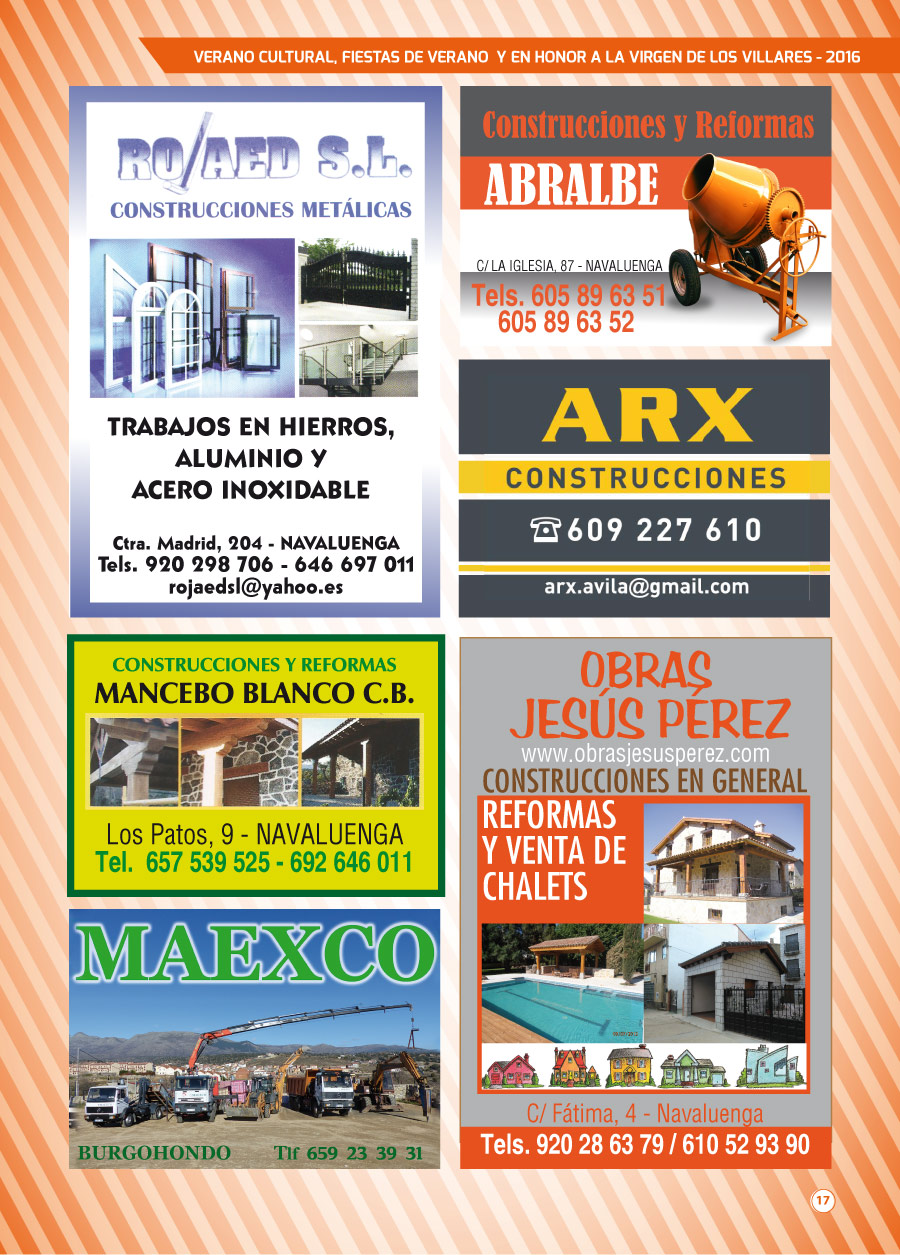 VERANO CULTURAL, FIESTAS DE VERANO Y EN HONOR A LA VIRGEN DE LOS VILLARES - 2016
ROJAED S.L.
CONSTRUCCIONES METÁLICAS
TRABAJOS EN HIERROS,
ALUMINIO Y
ACERO INOXIDABLE
Ctra. Madrid, 204 - NAVALUENGA
Tels. 920 298 706 - 646 697 011
rojaedsl@yahoo.es
Construcciones y Reformas
ABRALBE
C/ LA IGLESIA, 87 - NAVALUENGA
Tels. 605 89 63 51
605 89 63 52
ARX
CONSTRUCCIONES
☎ 609 227 610
arx.avila@gmail.com
CONSTRUCCIONES Y REFORMAS
MANCEBO BLANCO C.B.
Los Patos, 9 - NAVALUENGA
Tel. 657 539 525 - 692 646 011
OBRAS
JESÚS PÉREZ
www.obrasjesusperez.com
CONSTRUCCIONES EN GENERAL
REFORMAS
Y VENTA DE
CHALETS
C/ Fátima, 4 - Navaluenga
Tels. 920 28 63 79 / 610 52 93 90
MAEXCO
BURGOHONDO Tlf 659 23 39 31
17